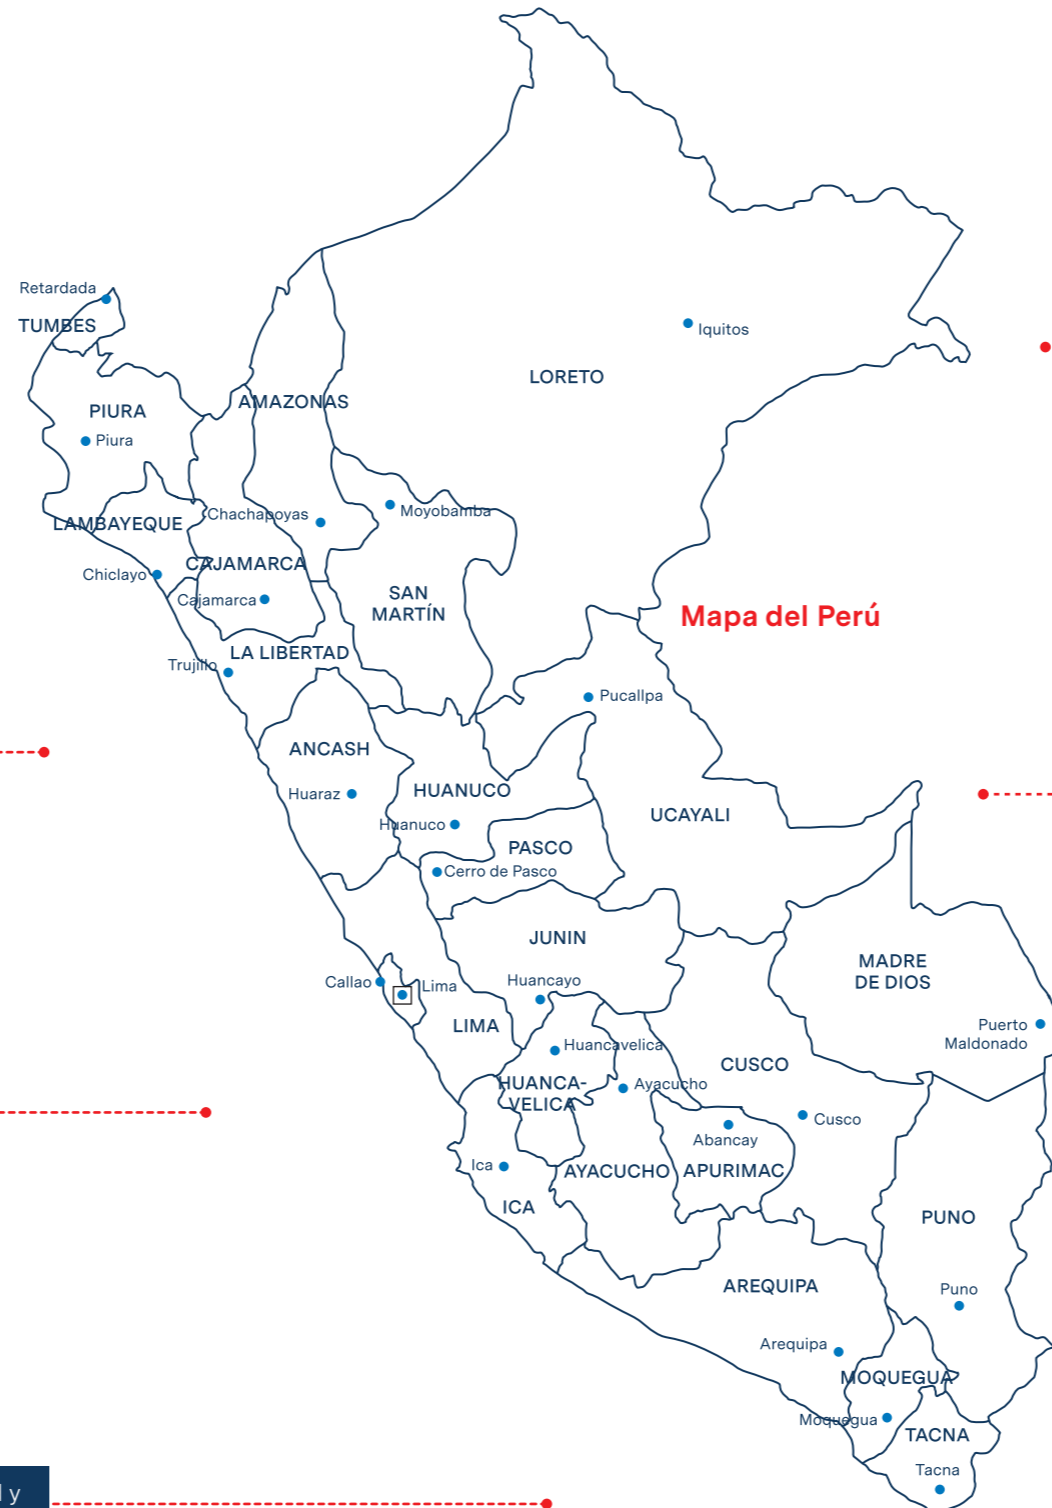 Retardada
TUMBES
Iquitos
LORETO
AMAZONAS
PIURA
Piura
Moyobamba
Chachapoyas
LAMBAYEQUE
CAJAMARCA
Chiclayo
SAN
MARTÍN
Cajamarca
Mapa del Perú
LA LIBERTAD
Trujillo
Pucallpa
ANCASH
HUANUCO
Huaraz
UCAYALI
Huanuco
PASCO
Cerro de Pasco
JUNIN
MADRE
DE DIOS
Callao
Lima
Huancayo
LIMA
Puerto
Maldonado
Huancavelica
CUSCO
HUANCA-
VELICA
Ayacucho
Cusco
Abancay
Ica
AYACUCHO
APURIMAC
ICA
PUNO
AREQUIPA
Puno
Arequipa
MOQUEGUA
Moquegua
TACNA
Tacna
l y